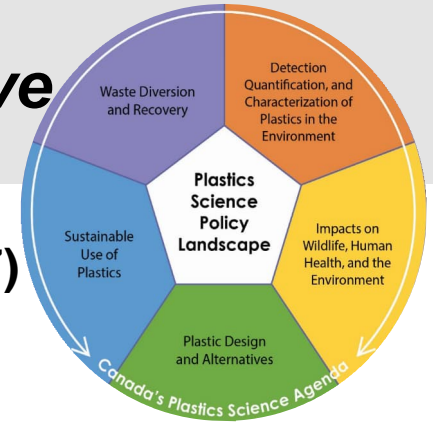 ve
)
Waste Diversion
and Recovery
Detection
Quantification, and
Characterization of
Plastics in the
Environment
Plastics
Science
Policy
Landscape
Sustainable
Use of
Plastics
Impacts on
Wildlife, Human
Health, and the
Environment
Plastic Design
and Alternatives
Canada's Plastics Science Agenda